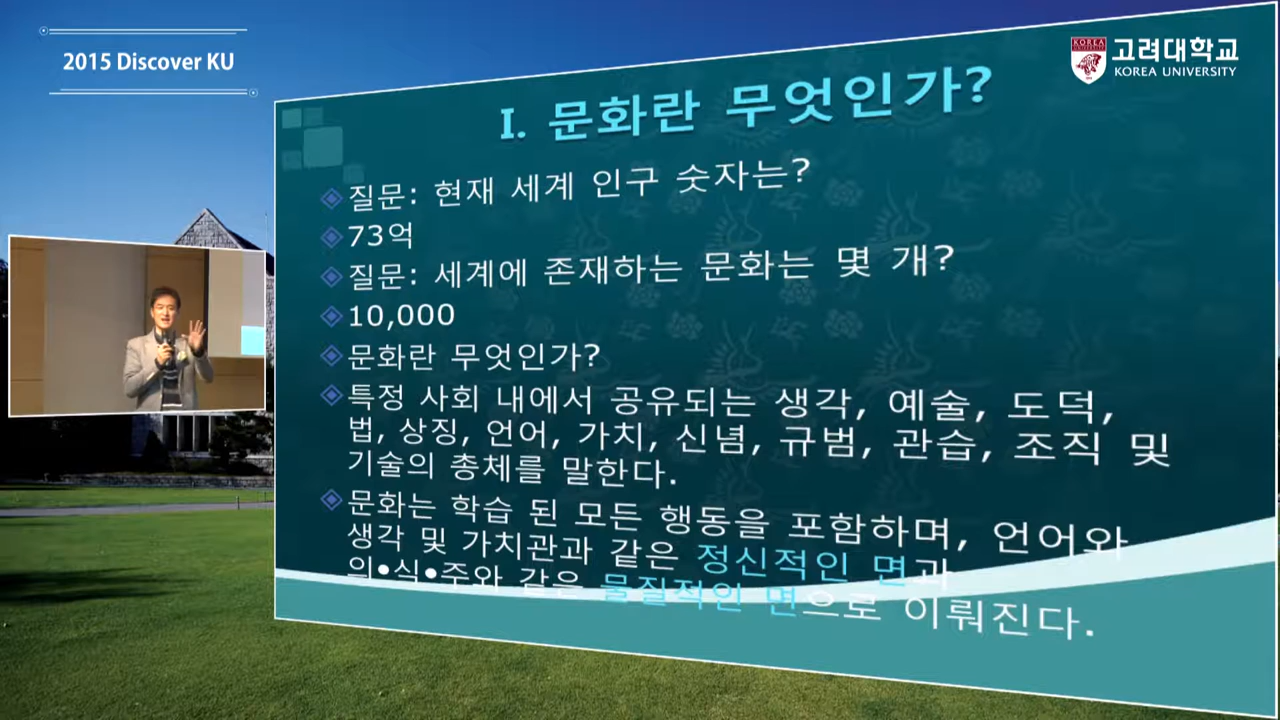 2015 Discover KU
KOREA
고려대학교
KOREA UNIVERSITY
I. 문화란 무엇인가?
질문: 현재 세계 인구 숫자는?
73억
질문: 세계에 존재하는 문화는 몇 개?
10,000
문화란 무엇인가?
특정 사회 내에서 공유되는 생각, 예술, 도덕,
법, 상징, 언어, 가치, 신념, 규범, 관습, 조직 및
기술의 총체를 말한다.
문화는 학습 된 모든 행동을 포함하며, 언어와
생각 및 가치관과 같은 정신적인 면과
의•식•주와 같은 물질적인 면으로 이뤄진다.